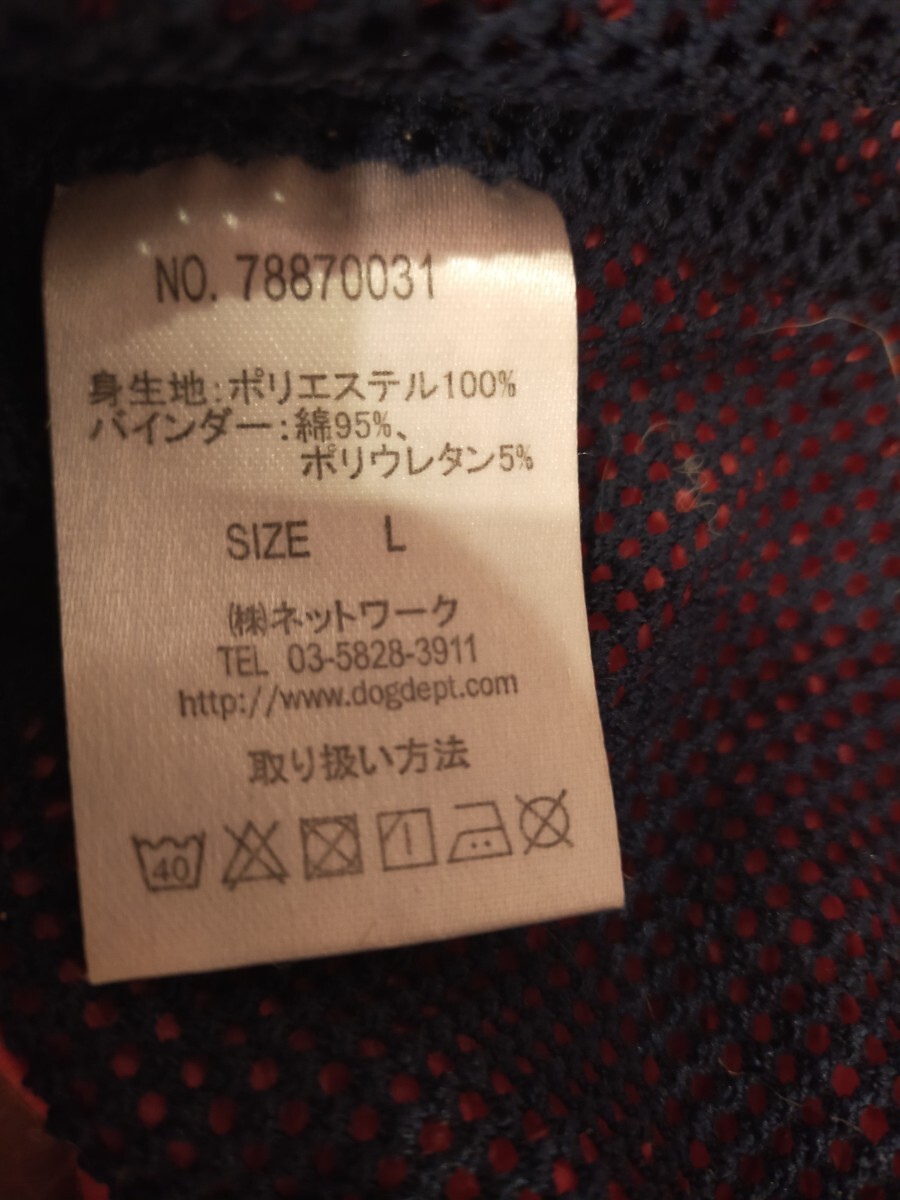 NO. 78870031
身生地:ポリエステル100%
バインダー:綿95%、
ポリウレタン5%
SIZE L
㈱ネットワーク
TEL 03-5828-3911
http://www.dogdept.com
取り扱い方法
40